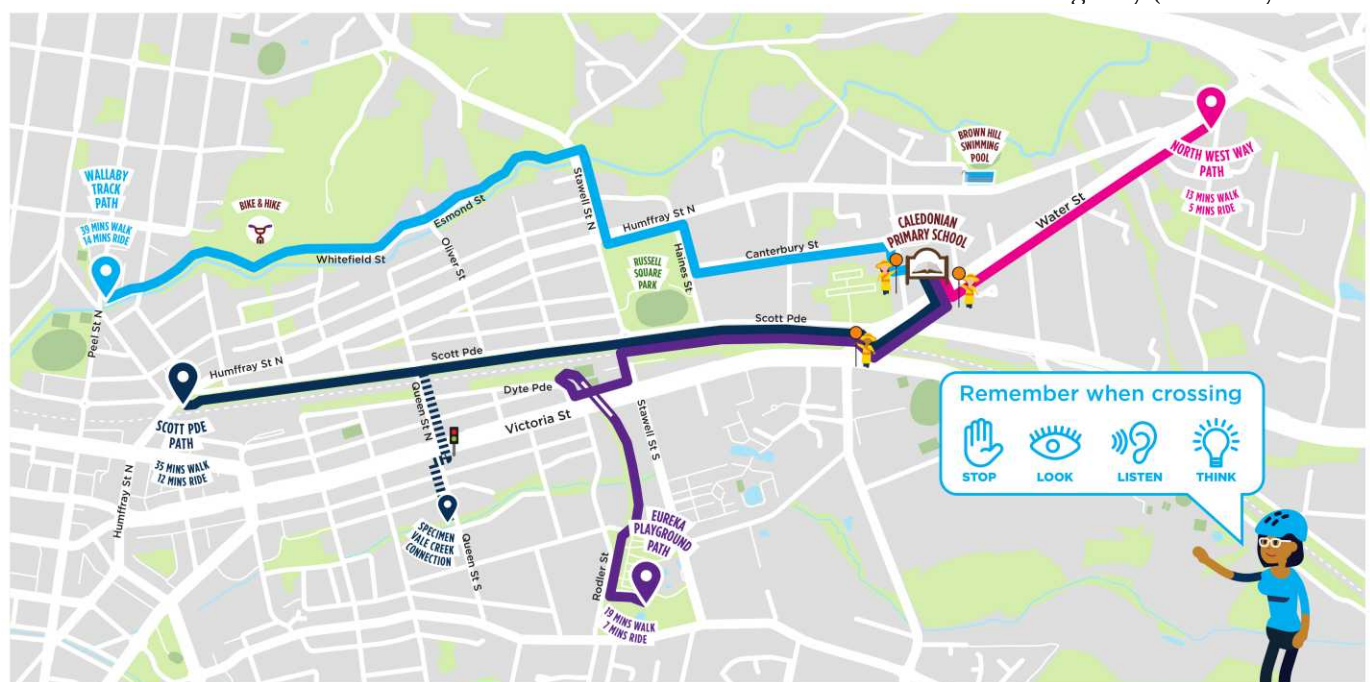 WALLABY
TRACK
PATH
39 MINS WALK
14 MINS RIDE
BIKE & HIKE
Esmond St
Whitefield St
Oliver St
Peel St N
Stawell St N
Humffray St N
Haines St
RUSSELL
SQUARE
PARK
Canterbury St
CALEDONIAN
PRIMARY SCHOOL
BROWN HILL
SWIMMING
POOL
Water St
NORTH WEST WAY
PATH
13 MINS WALK
5 MINS RIDE
Humffray St N
Scott Pde
Scott Pde
SCOTT PDE
PATH
35 MINS WALK
12 MINS RIDE
Humffray St N
Queen St N
Dyte Pde
Victoria St
Stawell St S
SPECIMEN
VALE CREEK
CONNECTION
Queen St S
EUREKA
PLAYGROUND
PATH
Rodier St
19 MINS WALK
7 MINS RIDE
Remember when crossing
STOP
LOOK
LISTEN
THINK